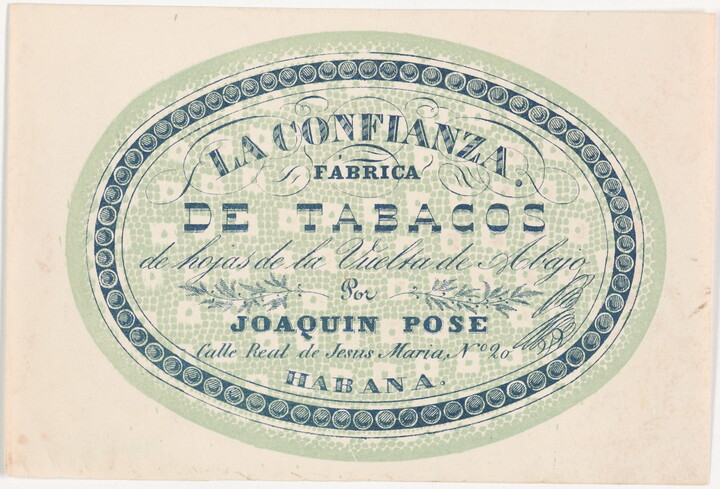 LA CONFIANZA.
FÁBRICA
DE TABACOS
de hojas de la Vuelta de Abajo
Por
JOAQUIN POSE
Calle Real de Jesus Maria, Nº 20
HABANA.